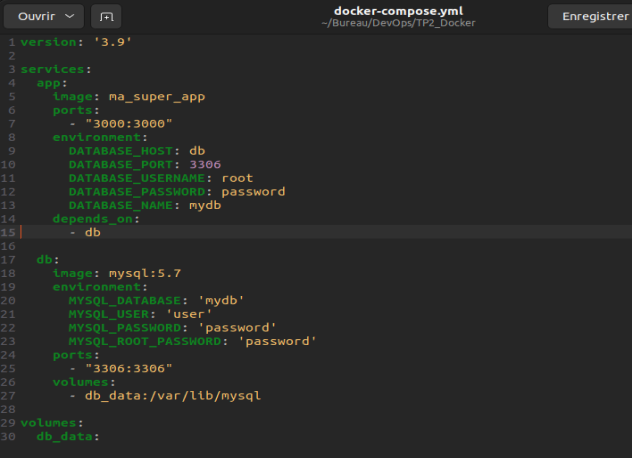 Ouvrir
docker-compose.yml
~/Bureau/DevOps/TP2_Docker
Enregistrer
1 version: '3.9'
2
3 services:
4   app:
5     image: ma_super_app
6     ports:
7       - "3000:3000"
8     environment:
9       DATABASE_HOST: db
10       DATABASE_PORT: 3306
11       DATABASE_USERNAME: root
12       DATABASE_PASSWORD: password
13       DATABASE_NAME: mydb
14     depends_on:
15       - db
16
17   db:
18     image: mysql:5.7
19     environment:
20       MYSQL_DATABASE: 'mydb'
21       MYSQL_USER: 'user'
22       MYSQL_PASSWORD: 'password'
23       MYSQL_ROOT_PASSWORD: 'password'
24     ports:
25       - "3306:3306"
26     volumes:
27       - db_data:/var/lib/mysql
28
29 volumes:
30   db_data: